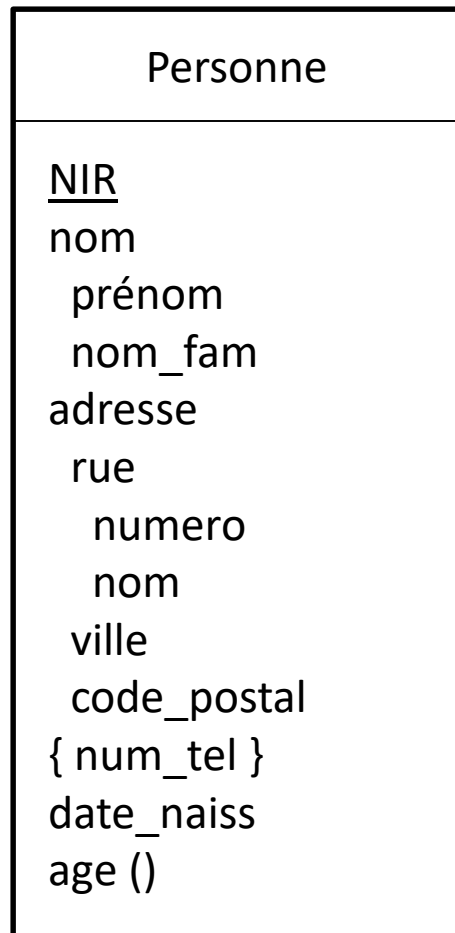 Personne
NIR
nom
prénom
nom_fam
adresse
rue
numero
nom
ville
code_postal
{ num_tel }
date_naiss
age ()